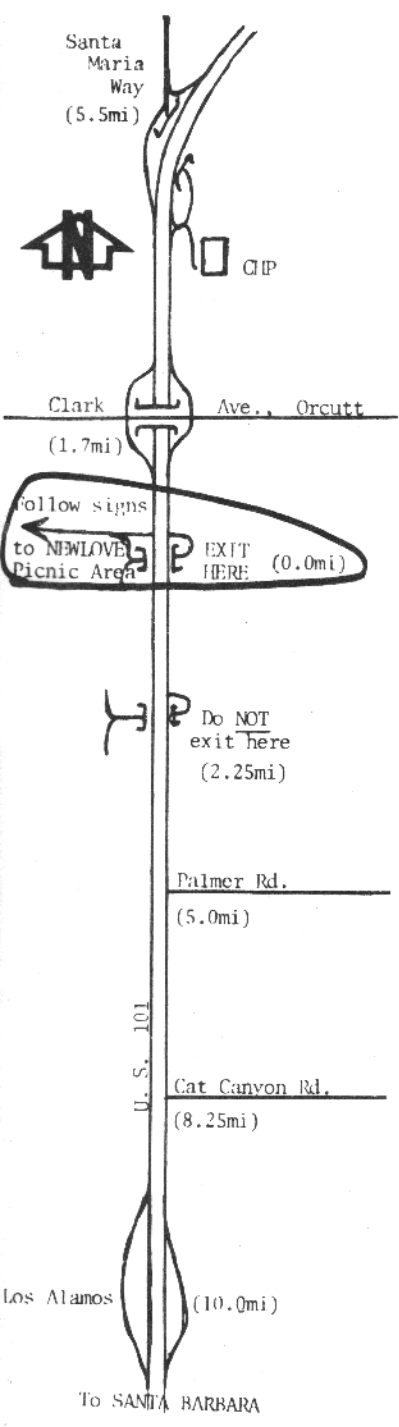 Santa
Maria
Way
(5.5mi)
N
CHP
Clark Ave., Orcutt
(1.7mi)
Follow signs
to NEWLOVE EXIT (0.0mi)
Picnic Area HERE
Do NOT
exit here
(2.25mi)
Palmer Rd.
(5.0mi)
U.S. 101
Cat Canyon Rd.
(8.25mi)
Los Alamos (10.0mi)
To SANTA BARBARA